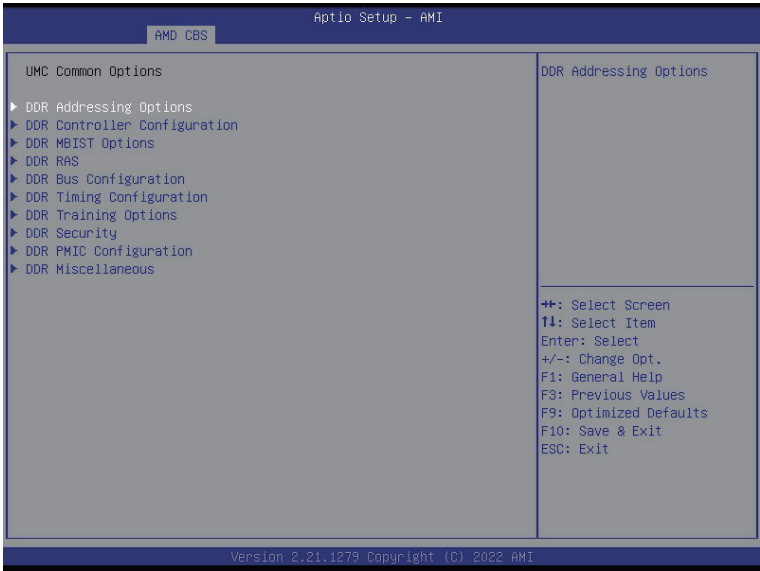 Aptio Setup – AMI
AMD CBS
UMC Common Options
DDR Addressing Options
DDR Controller Configuration
DDR MBIST Options
DDR RAS
DDR Bus Configuration
DDR Timing Configuration
DDR Training Options
DDR Security
DDR PMIC Configuration
DDR Miscellaneous
DDR Addressing Options
→←: Select Screen
↑↓: Select Item
Enter: Select
+/-: Change Opt.
F1: General Help
F3: Previous Values
F9: Optimized Defaults
F10: Save & Exit
ESC: Exit
Version 2.21.1279 Copyright (C) 2022 AMI